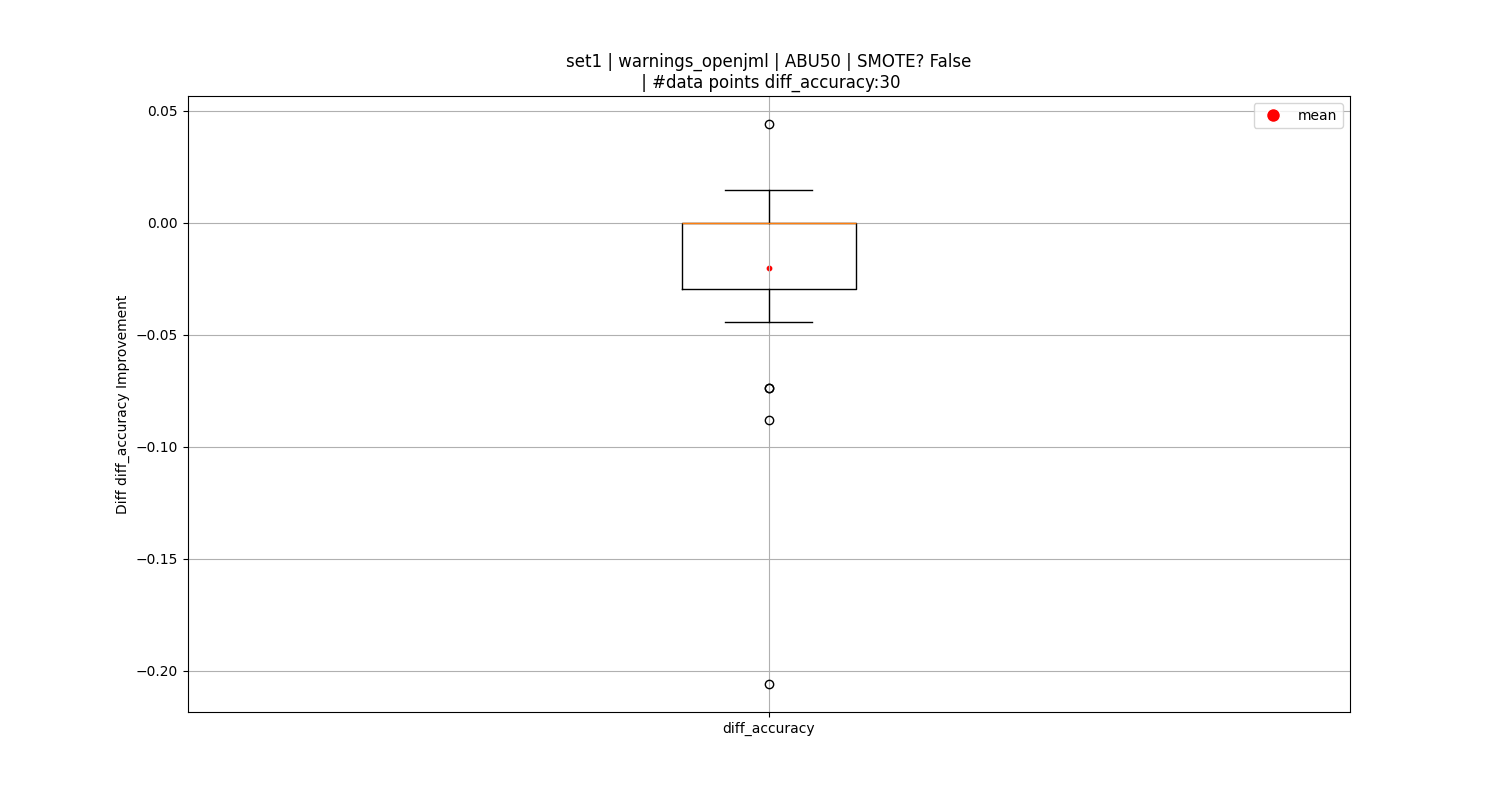 set1 | warnings_openjml | ABU50 | SMOTE? False
| #data points diff_accuracy:30
mean
0.05
0.00
−0.05
−0.10
−0.15
−0.20
Diff diff_accuracy Improvement
diff_accuracy